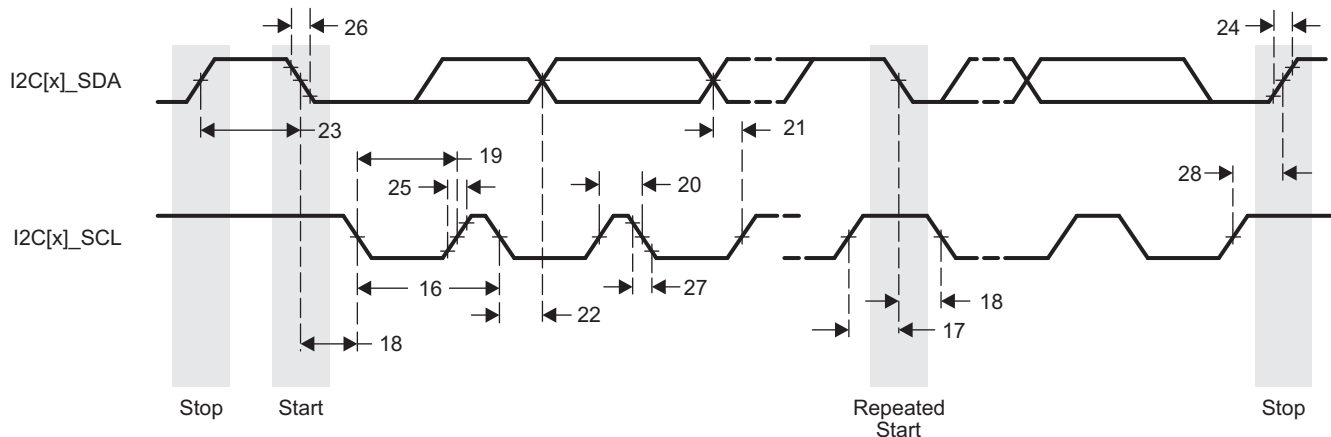 26
24
I2C[x]_SDA
23
21
19
25
20
28
I2C[x]_SCL
16
27
22
18
18
17
Stop
Start
Repeated
Start
Stop